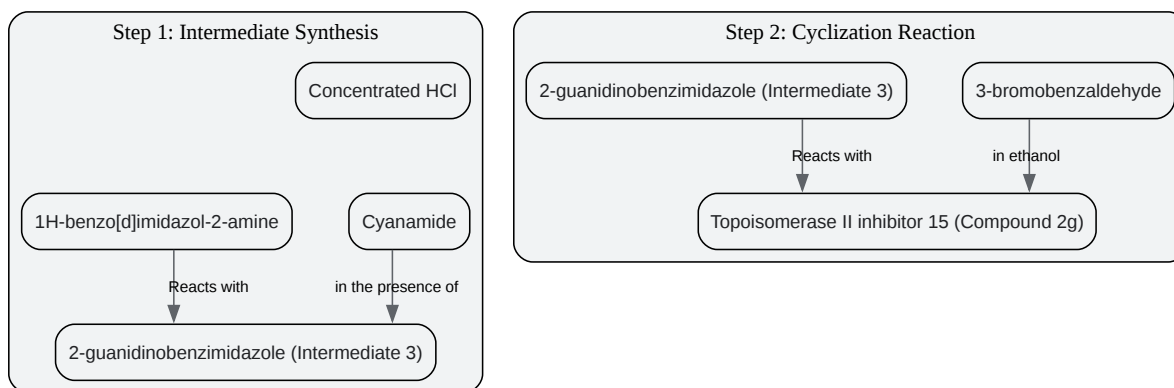 Step 1: Intermediate Synthesis
Concentrated HCl
1H-benzo[d]imidazol-2-amine
Cyanamide
Reacts with
in the presence of
2-guanidinobenzimidazole (Intermediate 3)
Step 2: Cyclization Reaction
2-guanidinobenzimidazole (Intermediate 3)
3-bromobenzaldehyde
Reacts with
in ethanol
Topoisomerase II inhibitor 15 (Compound 2g)